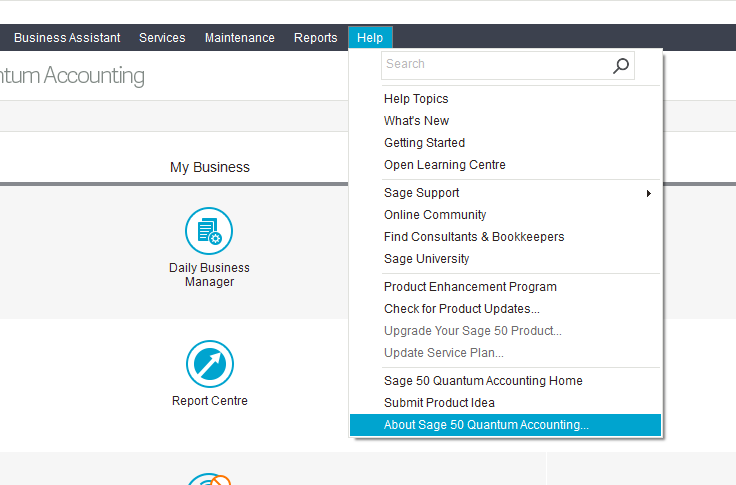 Business Assistant Services Maintenance Reports Help
ntum Accounting
Search
Help Topics
What's New
Getting Started
Open Learning Centre
Sage Support
Online Community
Find Consultants & Bookkeepers
Sage University
Product Enhancement Program
Check for Product Updates...
Upgrade Your Sage 50 Product...
Update Service Plan...
Sage 50 Quantum Accounting Home
Submit Product Idea
About Sage 50 Quantum Accounting...
My Business
Daily Business
Manager
Report Centre